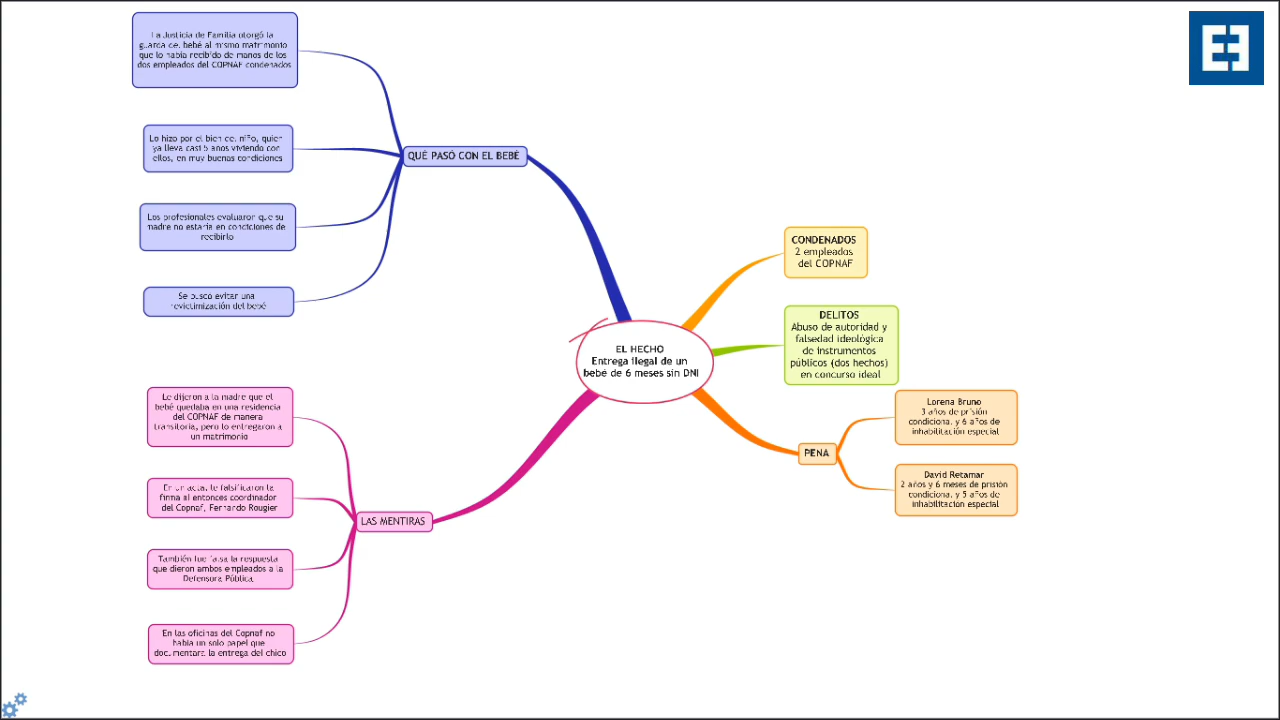 La Justicia de Familia otorgó la
guarda del bebé al mismo matrimonio
que lo había recibido de manos de los
dos empleados del COPNAF condenados
Lo hizo por el bien del niño, quien
ya lleva casi 5 años viviendo con
ellos, en muy buenas condiciones
Los profesionales evaluaron que su
madre no estaría en condiciones de
recibirlo
Se buscó evitar una
revictimización del bebé
QUÉ PASÓ CON EL BEBÉ
EL HECHO
Entrega ilegal de un
bebé de 6 meses sin DNI
CONDENADOS
2 empleados
del COPNAF
DELITOS
Abuso de autoridad y
falsedad ideológica
de instrumentos
públicos (dos hechos)
en concurso ideal
PENA
Lorena Bruno
3 años de prisión
condicional y 6 años de
inhabilitación especial
David Retamar
2 años y 6 meses de prisión
condicional y 5 años de
inhabilitación especial
LAS MENTIRAS
Le dijeron a la madre que el
bebé quedaba en una residencia
del COPNAF de manera
transitoria, pero lo entregaron a
un matrimonio
En un acta, le falsificaron la
firma al entonces coordinador
del Copnaf, Fernando Rougier
También fue falsa la respuesta
que dieron ambos empleados a la
Defensora Pública
En las oficinas del Copnaf no
había un solo papel que
documentara la entrega del chico